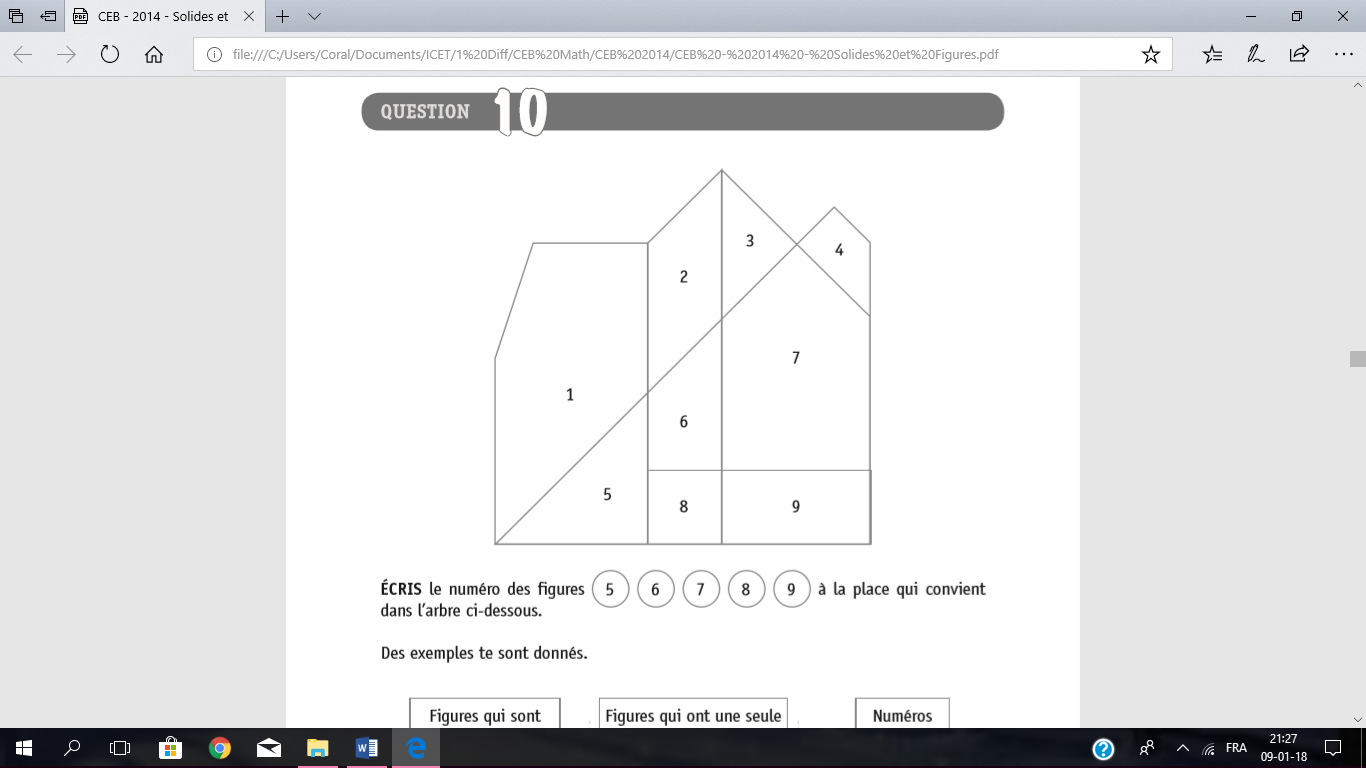 CEB - 2014 - Solides et
file:///C:/Users/Coral/Documents/ICET/1%20Diff/CEB%20Math/CEB%202014/CEB%20-%202014%20-%20Solides%20et%20Figures.pdf
QUESTION 10
3
4
2
7
1
6
5
8
9
ÉCRIS le numéro des figures 5 6 7 8 9 à la place qui convient
dans l'arbre ci-dessous.
Des exemples te sont donnés.
Figures qui sont
Figures qui ont une seule
Numéros
FRA
21:27
09-01-18